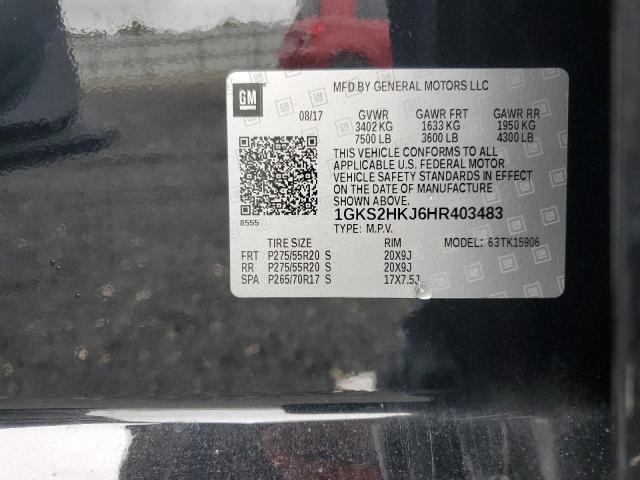 MFD BY GENERAL MOTORS LLC
GM
08/17 GVWR GAWR FRT GAWR RR
3402 KG 1633 KG 1950 KG
7500 LB 3600 LB 4300 LB
THIS VEHICLE CONFORMS TO ALL
APPLICABLE U.S. FEDERAL MOTOR
VEHICLE SAFETY STANDARDS IN EFFECT
ON THE DATE OF MANUFACTURE
SHOWN ABOVE.
1GKS2HKJ6HR403483
8555
TYPE: M.P.V.
TIRE SIZE RIM MODEL: 63TK15906
FRT P275/55R20 S 20X9J
RR P275/55R20 S 20X9J
SPA P265/70R17 S 17X7.5J